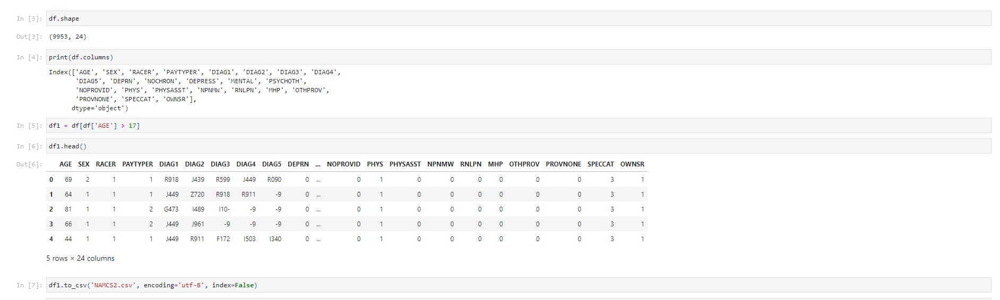 In [3]: df.shape
Out[3]: (9953, 24)
In [4]: print(df.columns)
Index(['AGE', 'SEX', 'RACER', 'PAYTYPER', 'DIAG1', 'DIAG2', 'DIAG3', 'DIAG4',
'DIAG5', 'DEPRN', 'NOCHRON', 'DEPRESS', 'MENTAL', 'PSYCHOTH',
'NOPROVID', 'PHYS', 'PHYSASST', 'NPNMW', 'RNLPN', 'MHP', 'OTHPROV',
'PROVNONE', 'SPECCAT', 'OWNSR'],
dtype='object')
In [5]: df1 = df[df['AGE'] > 17]
In [6]: df1.head()
Out[6]: AGE SEX RACER PAYTYPER DIAG1 DIAG2 DIAG3 DIAG4 DIAG5 DEPRN ... NOPROVID PHYS PHYSASST NPNMW RNLPN MHP OTHPROV PROVNONE SPECCAT OWNSR
0 69 2 1 1 R918 J439 R599 J449 R090 0 ... 0 1 0 0 0 0 0 0 3 1
1 64 1 1 1 J449 Z720 R918 R911 -9 0 ... 0 1 0 0 0 0 0 0 3 1
2 81 1 1 2 G473 I489 I10- -9 -9 0 ... 0 1 0 0 0 0 0 0 3 1
3 66 1 1 2 J449 J961 -9 -9 -9 0 ... 0 1 0 0 0 0 0 0 3 1
4 44 1 1 1 J449 R911 F172 I503 I340 0 ... 0 1 0 0 0 0 0 0 3 1
5 rows × 24 columns
In [7]: df1.to_csv('NAMCS2.csv', encoding='utf-8', index=False)